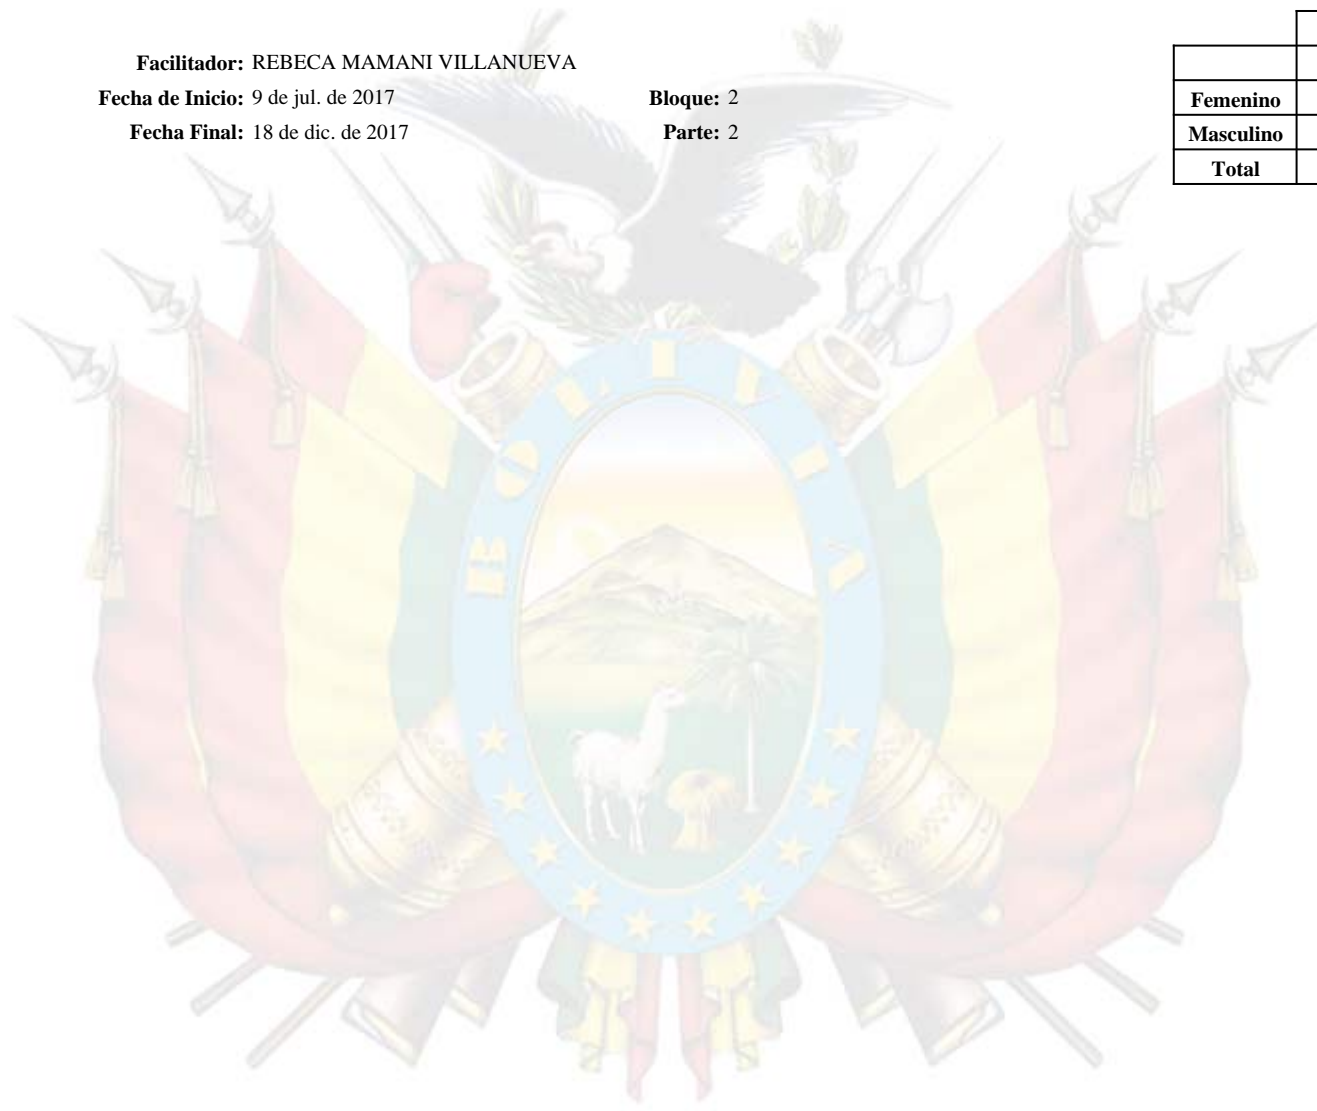 Facilitador: REBECA MAMANI VILLANUEVA
Fecha de Inicio: 9 de jul. de 2017 Bloque: 2
Fecha Final: 18 de dic. de 2017 Parte: 2
Femenino
Masculino
Total
BOLIVIA